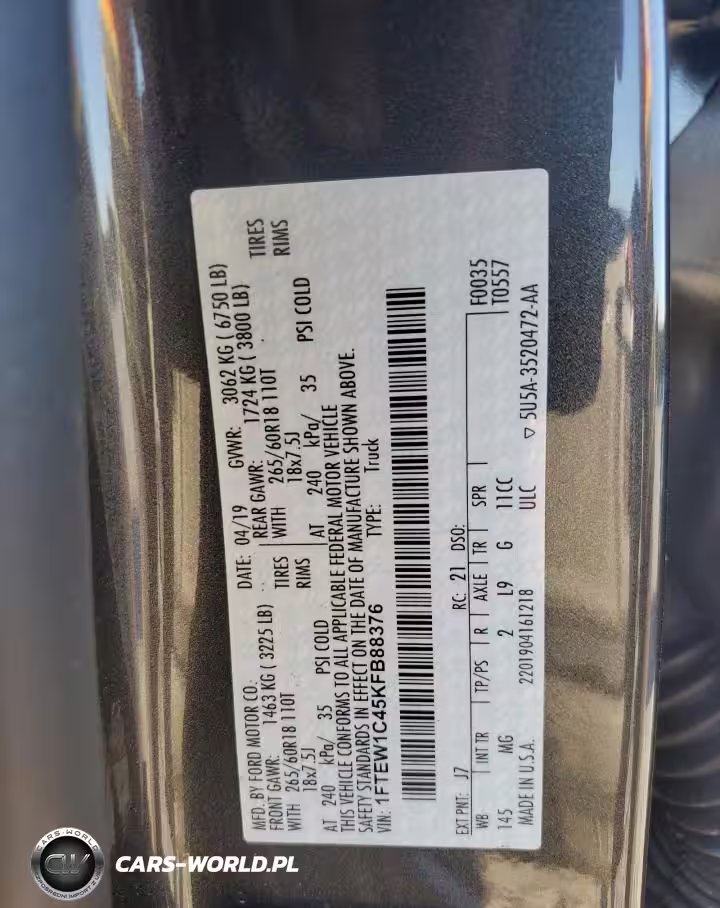 MFD. BY FORD MOTOR CO.
DATE: 04/19 GVWR: 3062 KG ( 6750 LB)
FRONT GAWR: 1463 KG ( 3225 LB) REAR GAWR: 1724 KG ( 3800 LB)
WITH 265/60R18 110T TIRES WITH 265/60R18 110T TIRES
18x7.5J RIMS 18x7.5J RIMS
AT 240 kPa/ 35 PSI COLD AT 240 kPa/ 35 PSI COLD
THIS VEHICLE CONFORMS TO ALL APPLICABLE FEDERAL MOTOR VEHICLE
SAFETY STANDARDS IN EFFECT ON THE DATE OF MANUFACTURE SHOWN ABOVE.
VIN: 1FTEW1C45KFB88376 TYPE: Truck
F0035
EXT PNT: J7 RC: 21 DSO: T0557
WB INT TR TP/PS R AXLE TR SPR
145 MG 2 L9 G 11CC
MADE IN U.S.A. 2201904161218 ULC ▽ 5U5A-3520472-AA
CARS-WORLD.PL
CARS-WORLD
CW